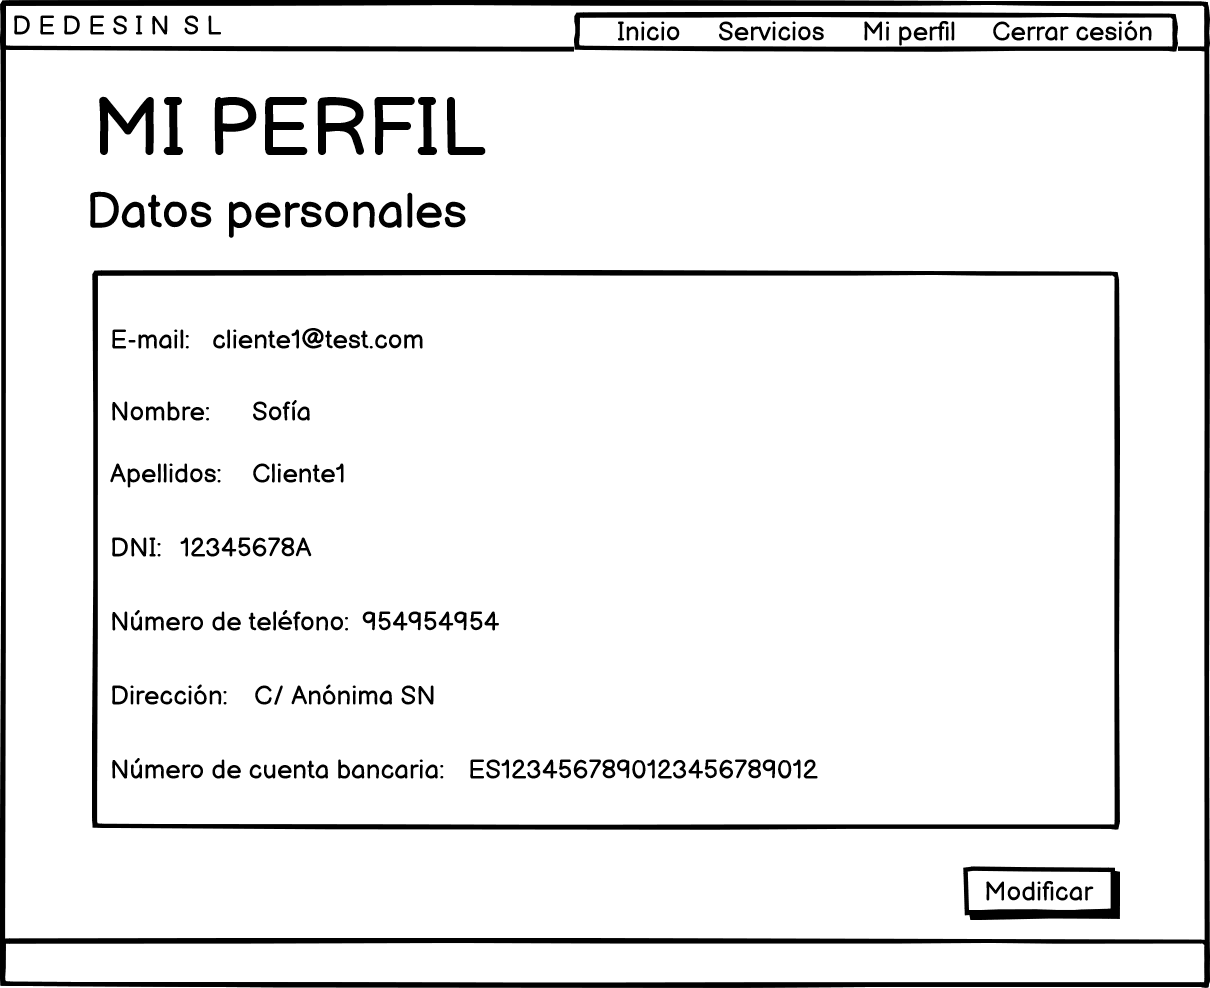 DEDESIN SL
Inicio Servicios Mi perfil Cerrar cesión
MI PERFIL
Datos personales
E-mail: cliente1@test.com
Nombre: Sofía
Apellidos: Cliente1
DNI: 12345678A
Número de teléfono: 954954954
Dirección: C/ Anónima SN
Número de cuenta bancaria: ES1234567890123456789012
Modificar